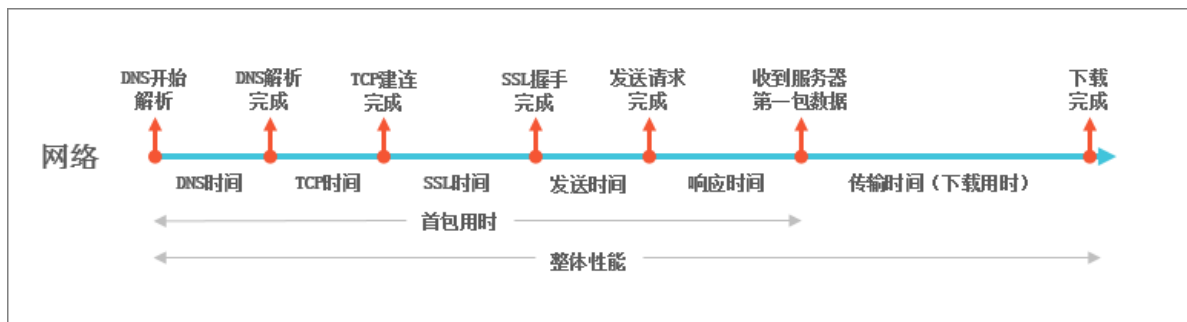 DNS开始
解析
DNS解析
完成
TCP建连
完成
SSL握手
完成
发送请求
完成
收到服务器
第一包数据
下载
完成
网络
DNS时间
TCP时间
SSL时间
发送时间
响应时间
传输时间（下载用时）
首包用时
整体性能